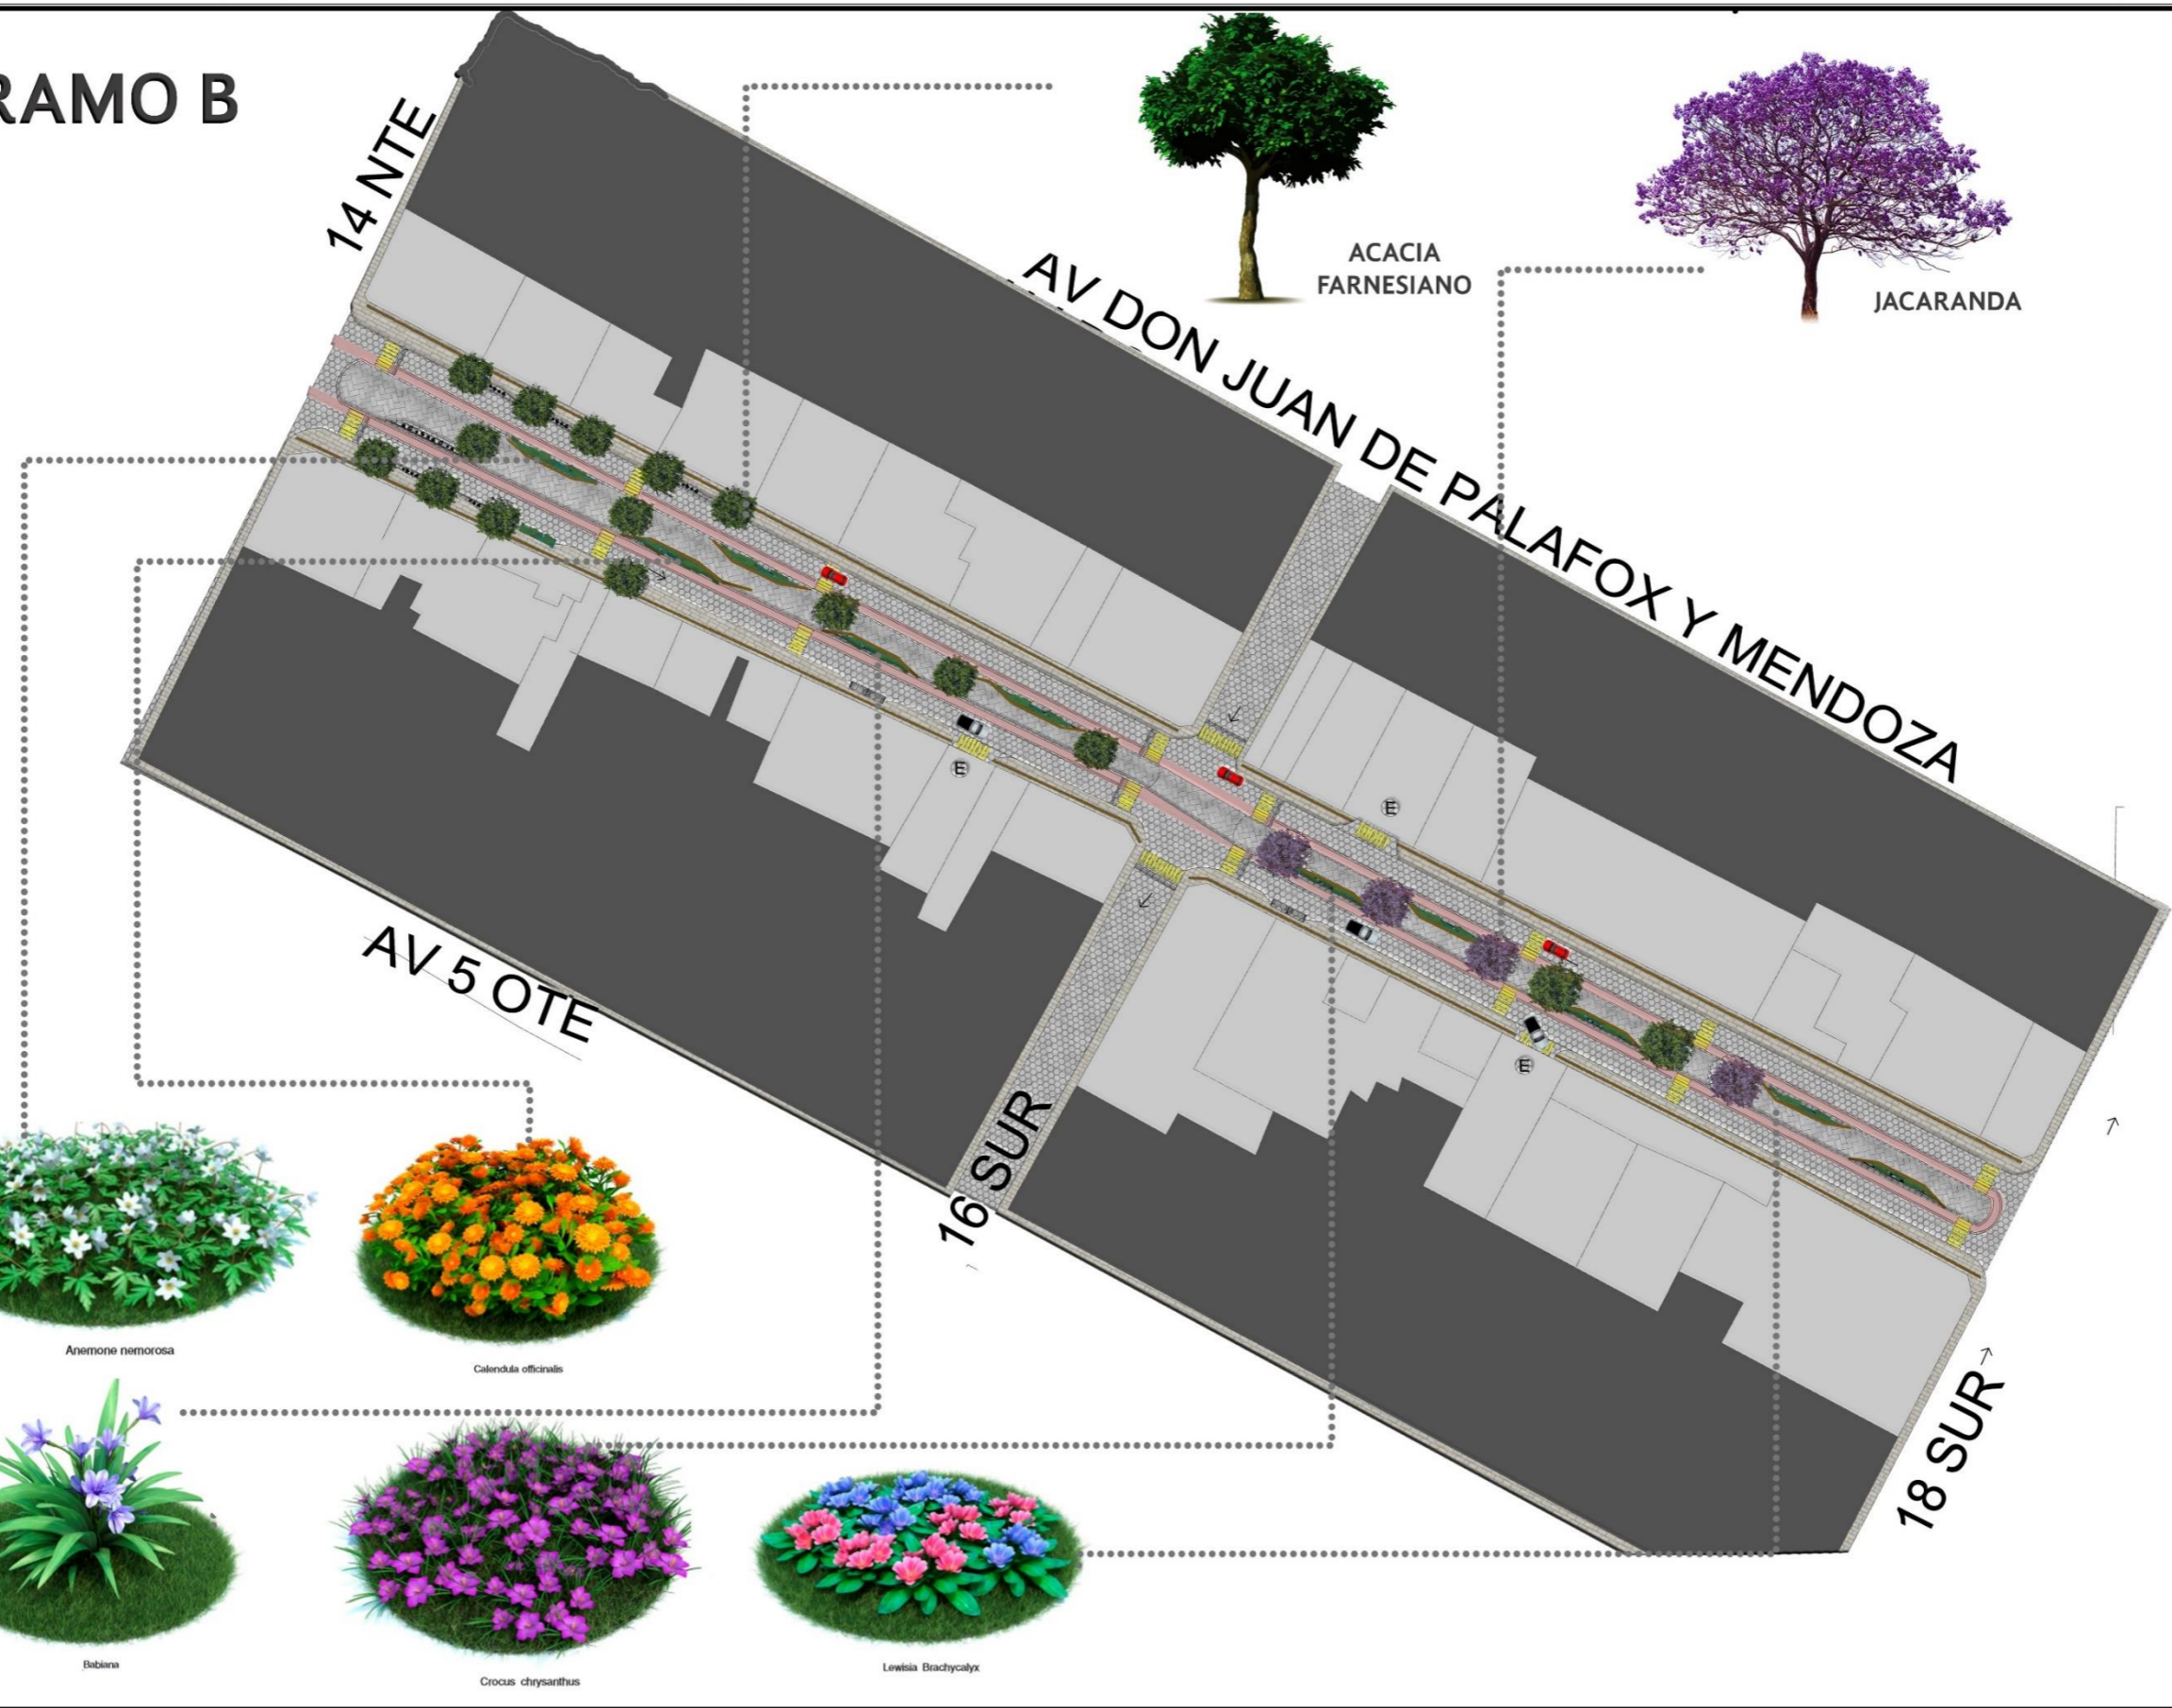 RAMO B
14 NTE
ACACIA
FARNESIANO
JACARANDA
AV DON JUAN DE PALAFOX Y MENDOZA
E
E
E
AV 5 OTE
16 SUR
18 SUR
Anemone nemorosa
Calendula officinalis
Babiana
Crocus chrysanthus
Lewisia Brachycalyx